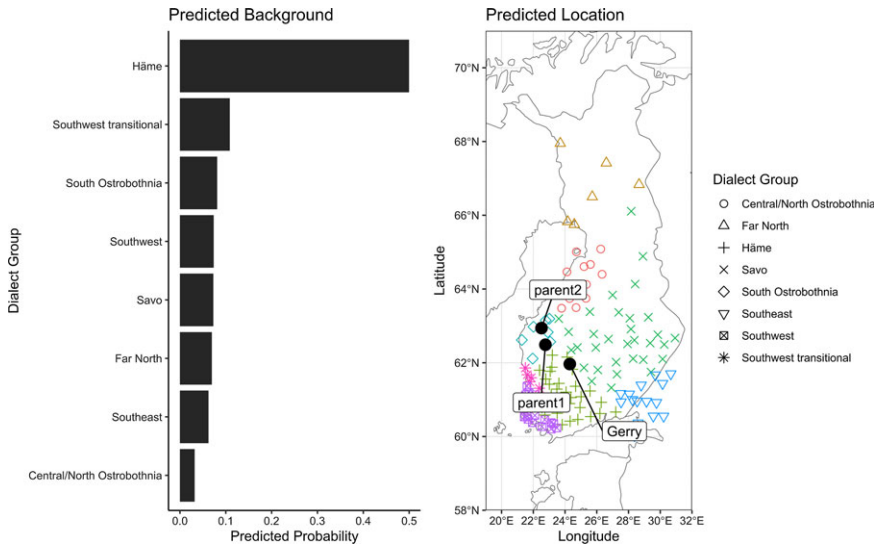 Predicted Background
Dialect Group
Häme
Southwest transitional
South Ostrobothnia
Southwest
Savo
Far North
Southeast
Central/North Ostrobothnia
0.0 0.1 0.2 0.3 0.4 0.5
Predicted Probability
Predicted Location
Latitude
70°N
68°N
66°N
64°N
62°N
60°N
58°N
parent2
parent1
Gerry
20°E 22°E 24°E 26°E 28°E 30°E 32°E
Longitude
Dialect Group
Central/North Ostrobothnia
Far North
Häme
Savo
South Ostrobothnia
Southeast
Southwest
Southwest transitional